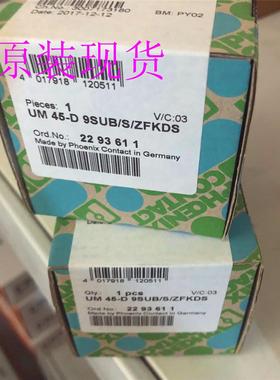 原装现货
2017-12-12
BM: PY02
4 017918 120511
V/C:03
Pieces: 1
UM 45-D 9SUB/S/ZFKDS
Ord.No.: 22 93 61 1
Made by Phoenix Contact in Germany
PHOENIX
CONTACT
4 017918 120511
V/C:03
Qty.: 1 pcs
UM 45-D 9SUB/S/ZFKDS
Ord.No.: 22 93 61 1
Made by Phoenix Contact in Germany